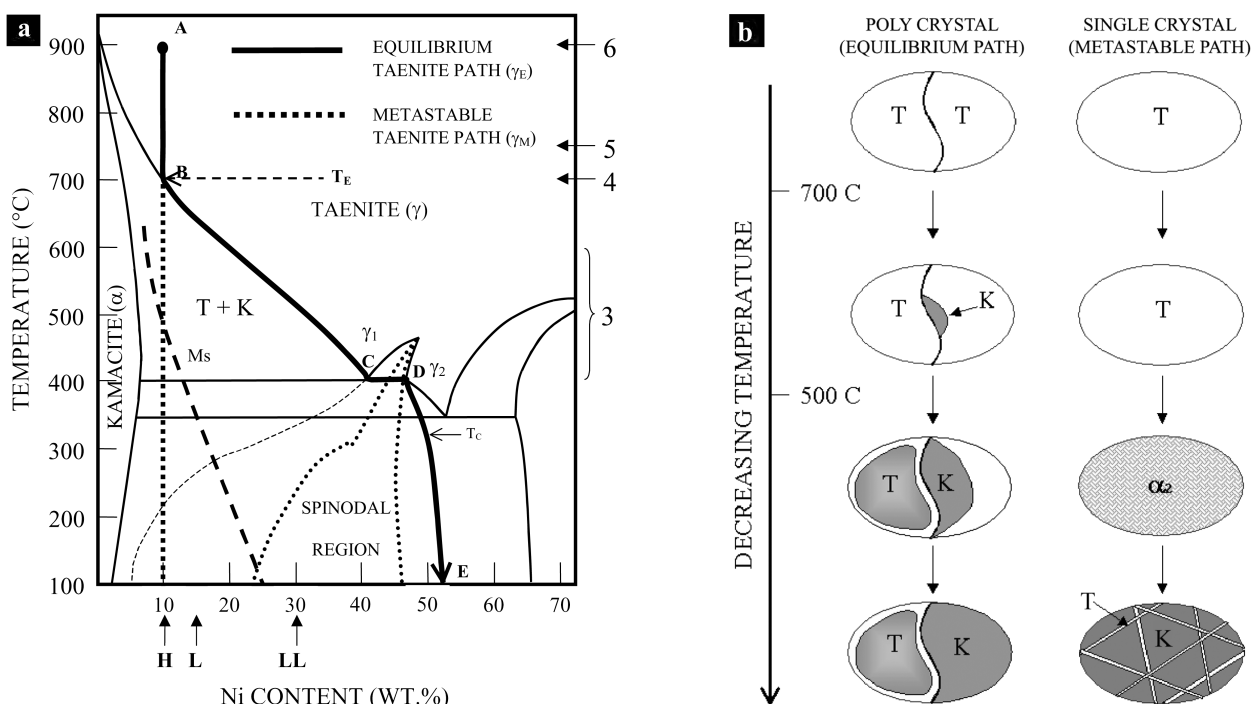 a
900
800
700
600
500
400
300
200
100
TEMPERATURE (°C)
A
EQUILIBRIUM
TAENITE PATH (γE)
METASTABLE
TAENITE PATH (γM)
6
5
4
3
B
TE
TAENITE (γ)
KAMACITE (α)
T + K
Ms
γ1
C
D
γ2
TC
SPINODAL
REGION
E
10 20 30 40 50 60 70
H L LL
Ni CONTENT (WT.%)
b
POLY CRYSTAL
(EQUILIBRIUM PATH)
SINGLE CRYSTAL
(METASTABLE PATH)
DECREASING TEMPERATURE
T T T
700 C
T K T
500 C
T K α2
T K T K